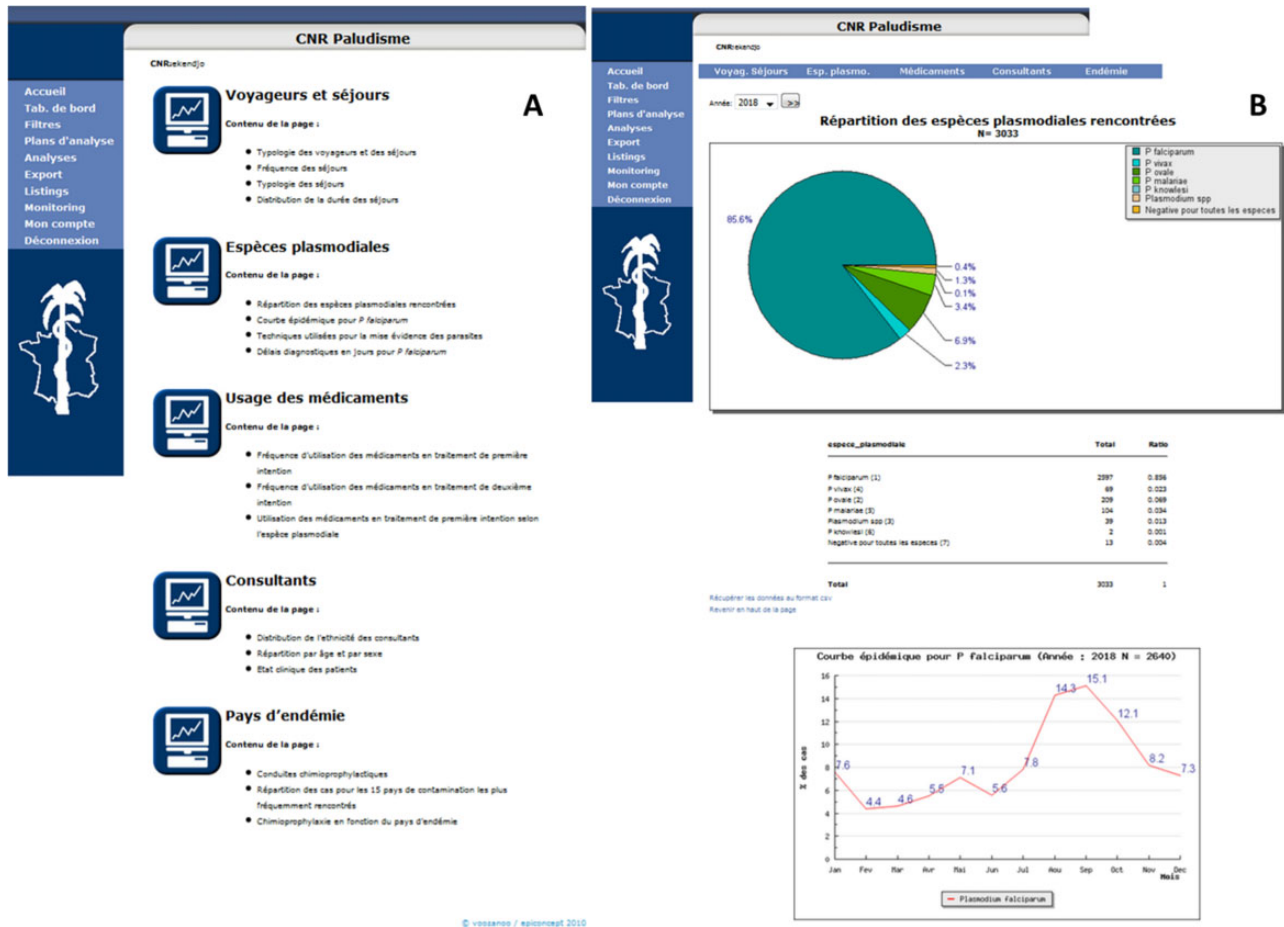 CNR Paludisme
CNR:ekendjo
A
Accueil
Tab. de bord
Filtres
Plans d'analyse
Analyses
Export
Listings
Monitoring
Mon compte
Déconnexion
Voyageurs et séjours
Contenu de la page :
Typologie des voyageurs et des séjours
Fréquence des séjours
Typologie des séjours
Distribution de la durée des séjours
Espèces plasmodiales
Contenu de la page :
Répartition des espèces plasmodiales rencontrées
Courbe épidémique pour P falciparum
Techniques utilisées pour la mise évidence des parasites
Délais diagnostiques en jours pour P falciparum
Usage des médicaments
Contenu de la page :
Fréquence d'utilisation des médicaments en traitement de première
intention
Fréquence d'utilisation des médicaments en traitement de deuxième
intention
Utilisation des médicaments en traitement de première intention selon
l'espèce plasmodiale
Consultants
Contenu de la page :
Distribution de l'ethnicité des consultants
Répartition par âge et par sexe
Etat clinique des patients
Pays d'endémie
Contenu de la page :
Conduites chimioprophylactiques
Répartition des cas pour les 15 pays de contamination les plus
fréquemment rencontrés
Chimioprophylaxie en fonction du pays d'endémie
© voozanoo / epiconcept 2010
CNR Paludisme
CNR:ekendjo
B
Accueil
Tab. de bord
Filtres
Plans d'analyse
Analyses
Export
Listings
Monitoring
Mon compte
Déconnexion
Voyag. Séjours Esp. plasmo. Médicaments Consultants Endémie
Année: 2018 >>
Répartition des espèces plasmodiales rencontrées
N= 3033
P falciparum
P vivax
P ovale
P malariae
P knowlesi
Plasmodium spp
Negative pour toutes les especes
85.6%
0.4%
1.3%
0.1%
3.4%
6.9%
2.3%
espece_plasmodiale Total Ratio
P falciparum (1) 2597 0.856
P vivax (4) 69 0.023
P ovale (2) 209 0.069
P malariae (3) 104 0.034
Plasmodium spp (3) 39 0.013
P knowlesi (6) 2 0.001
Negative pour toutes les especes (7) 13 0.004
Total 3033 1
Récupérer les données au format csv
Revenir en haut de la page
Courbe épidémique pour P falciparum (Année : 2018 N = 2640)
% des cas
16
14
12
10
8
6
4
2
0
7.6
4.4
4.6
5.5
7.1
5.6
7.8
14.3
15.1
12.1
8.2
7.3
Jan Fev Mar Avr Mai Jun Jul Aou Sep Oct Nov Dec
Mois
Plasmodium falciparum